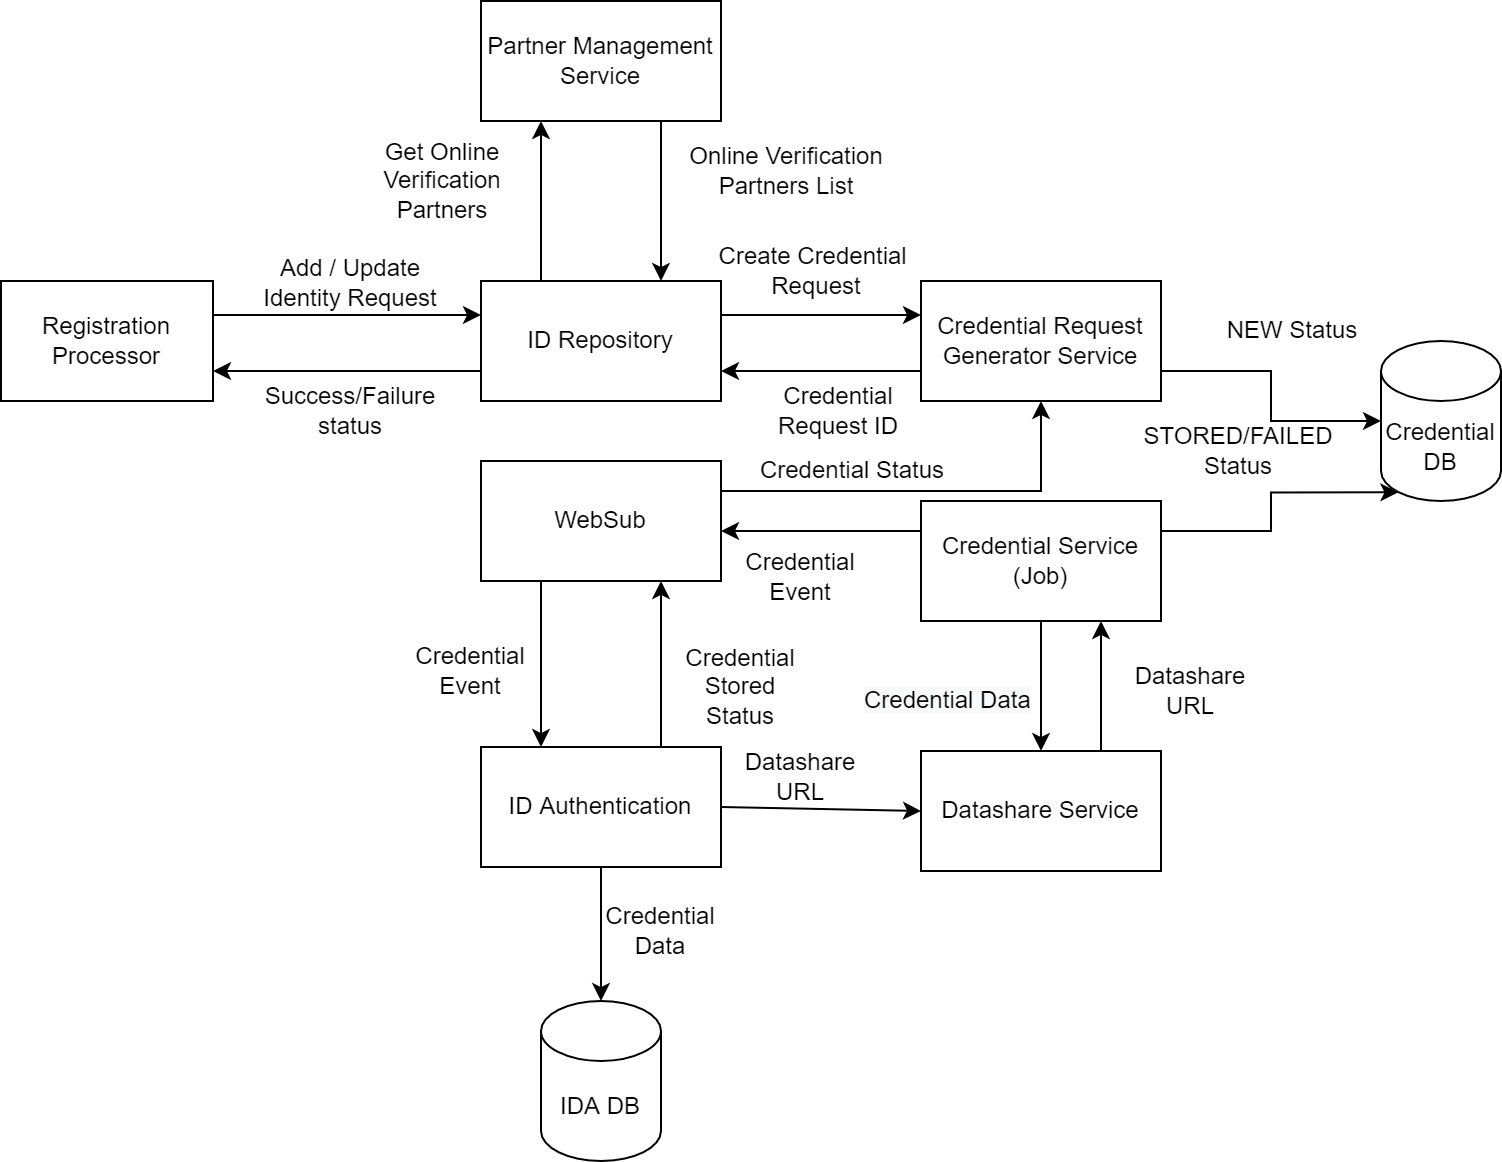 Partner Management
Service
Get Online
Verification
Partners
Online Verification
Partners List
Add / Update
Identity Request
Create Credential
Request
Registration
Processor
ID Repository
Credential Request
Generator Service
NEW Status
Success/Failure
status
Credential
Request ID
STORED/FAILED
Status
Credential
DB
Credential Status
WebSub
Credential Service
(Job)
Credential
Event
Credential
Event
Credential
Stored
Status
Credential Data
Datashare
URL
Datashare
URL
ID Authentication
Datashare Service
Credential
Data
IDA DB